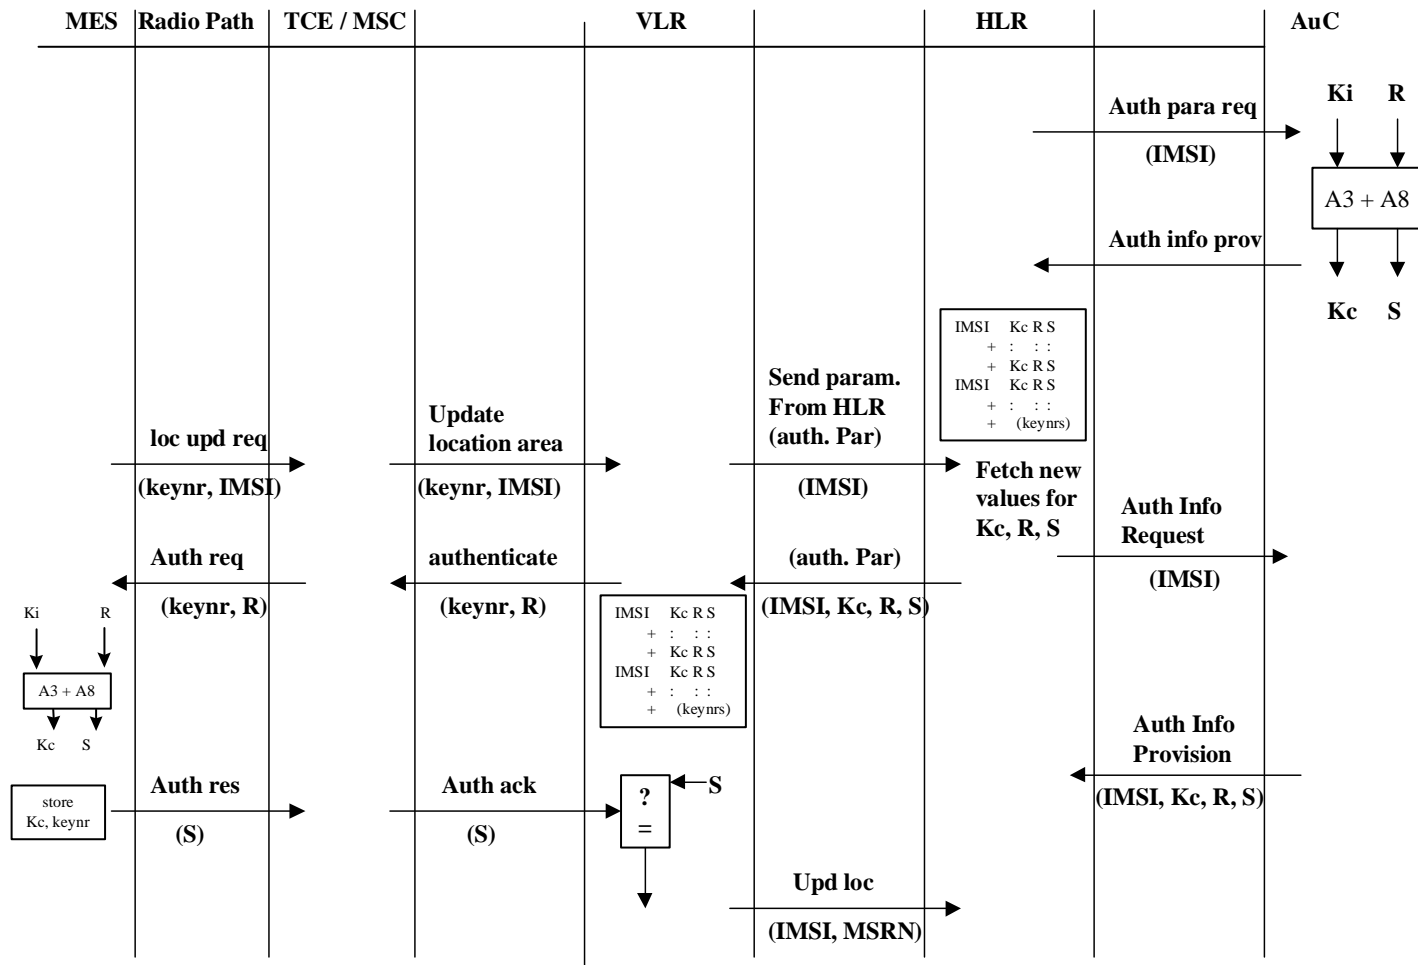 MES Radio Path TCE / MSC VLR HLR AuC
Ki R
Auth para req
(IMSI)
A3 + A8
Auth info prov
Kc S
IMSI Kc R S
+ : : :
+ Kc R S
IMSI Kc R S
+ : : :
+ (keynrs)
Send param.
From HLR
(auth. Par)
(IMSI)
Update
location area
(keynr, IMSI)
loc upd req
(keynr, IMSI)
Fetch new
values for
Kc, R, S
Auth Info
Request
(IMSI)
Auth req
(keynr, R)
authenticate
(keynr, R)
(auth. Par)
(IMSI, Kc, R, S)
Ki R
A3 + A8
Kc S
IMSI Kc R S
+ : : :
+ Kc R S
IMSI Kc R S
+ : : :
+ (keynrs)
Auth Info
Provision
(IMSI, Kc, R, S)
store
Kc, keynr
Auth res
(S)
Auth ack
(S)
?
=
S
Upd loc
(IMSI, MSRN)